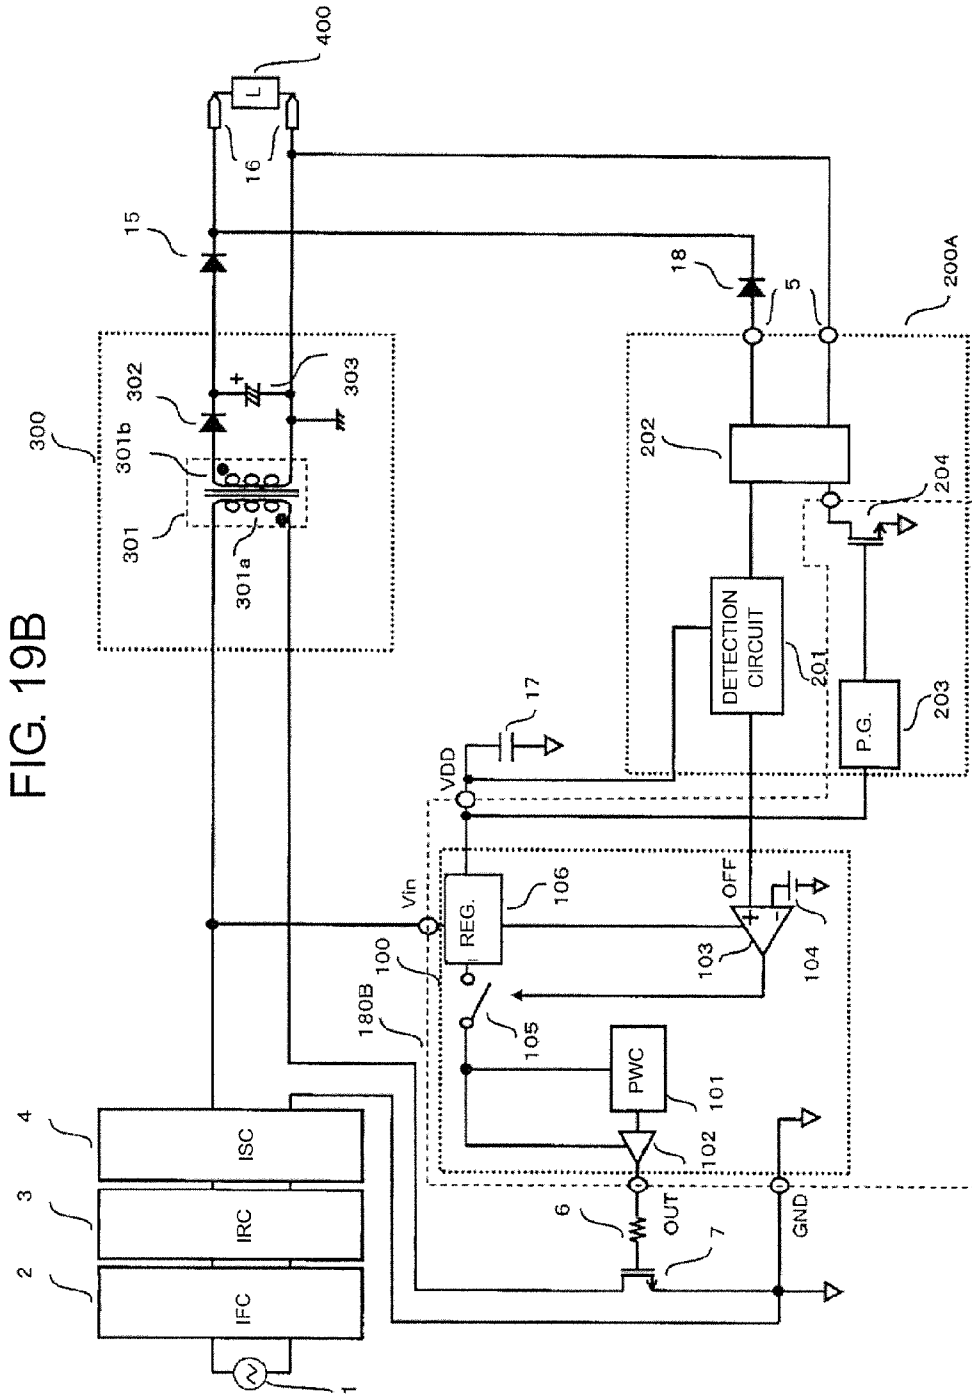 FIG. 19B
1
2
IFC
3
IRC
4
ISC
300
301
301a
301b
302
303
+
15
16
L
400
180B
100
Vin
REG.
106
105
PWC
101
102
103
104
+
-
OFF
OUT
GND
6
7
VDD
17
18
5
200A
DETECTION
CIRCUIT
201
202
P.G.
203
204